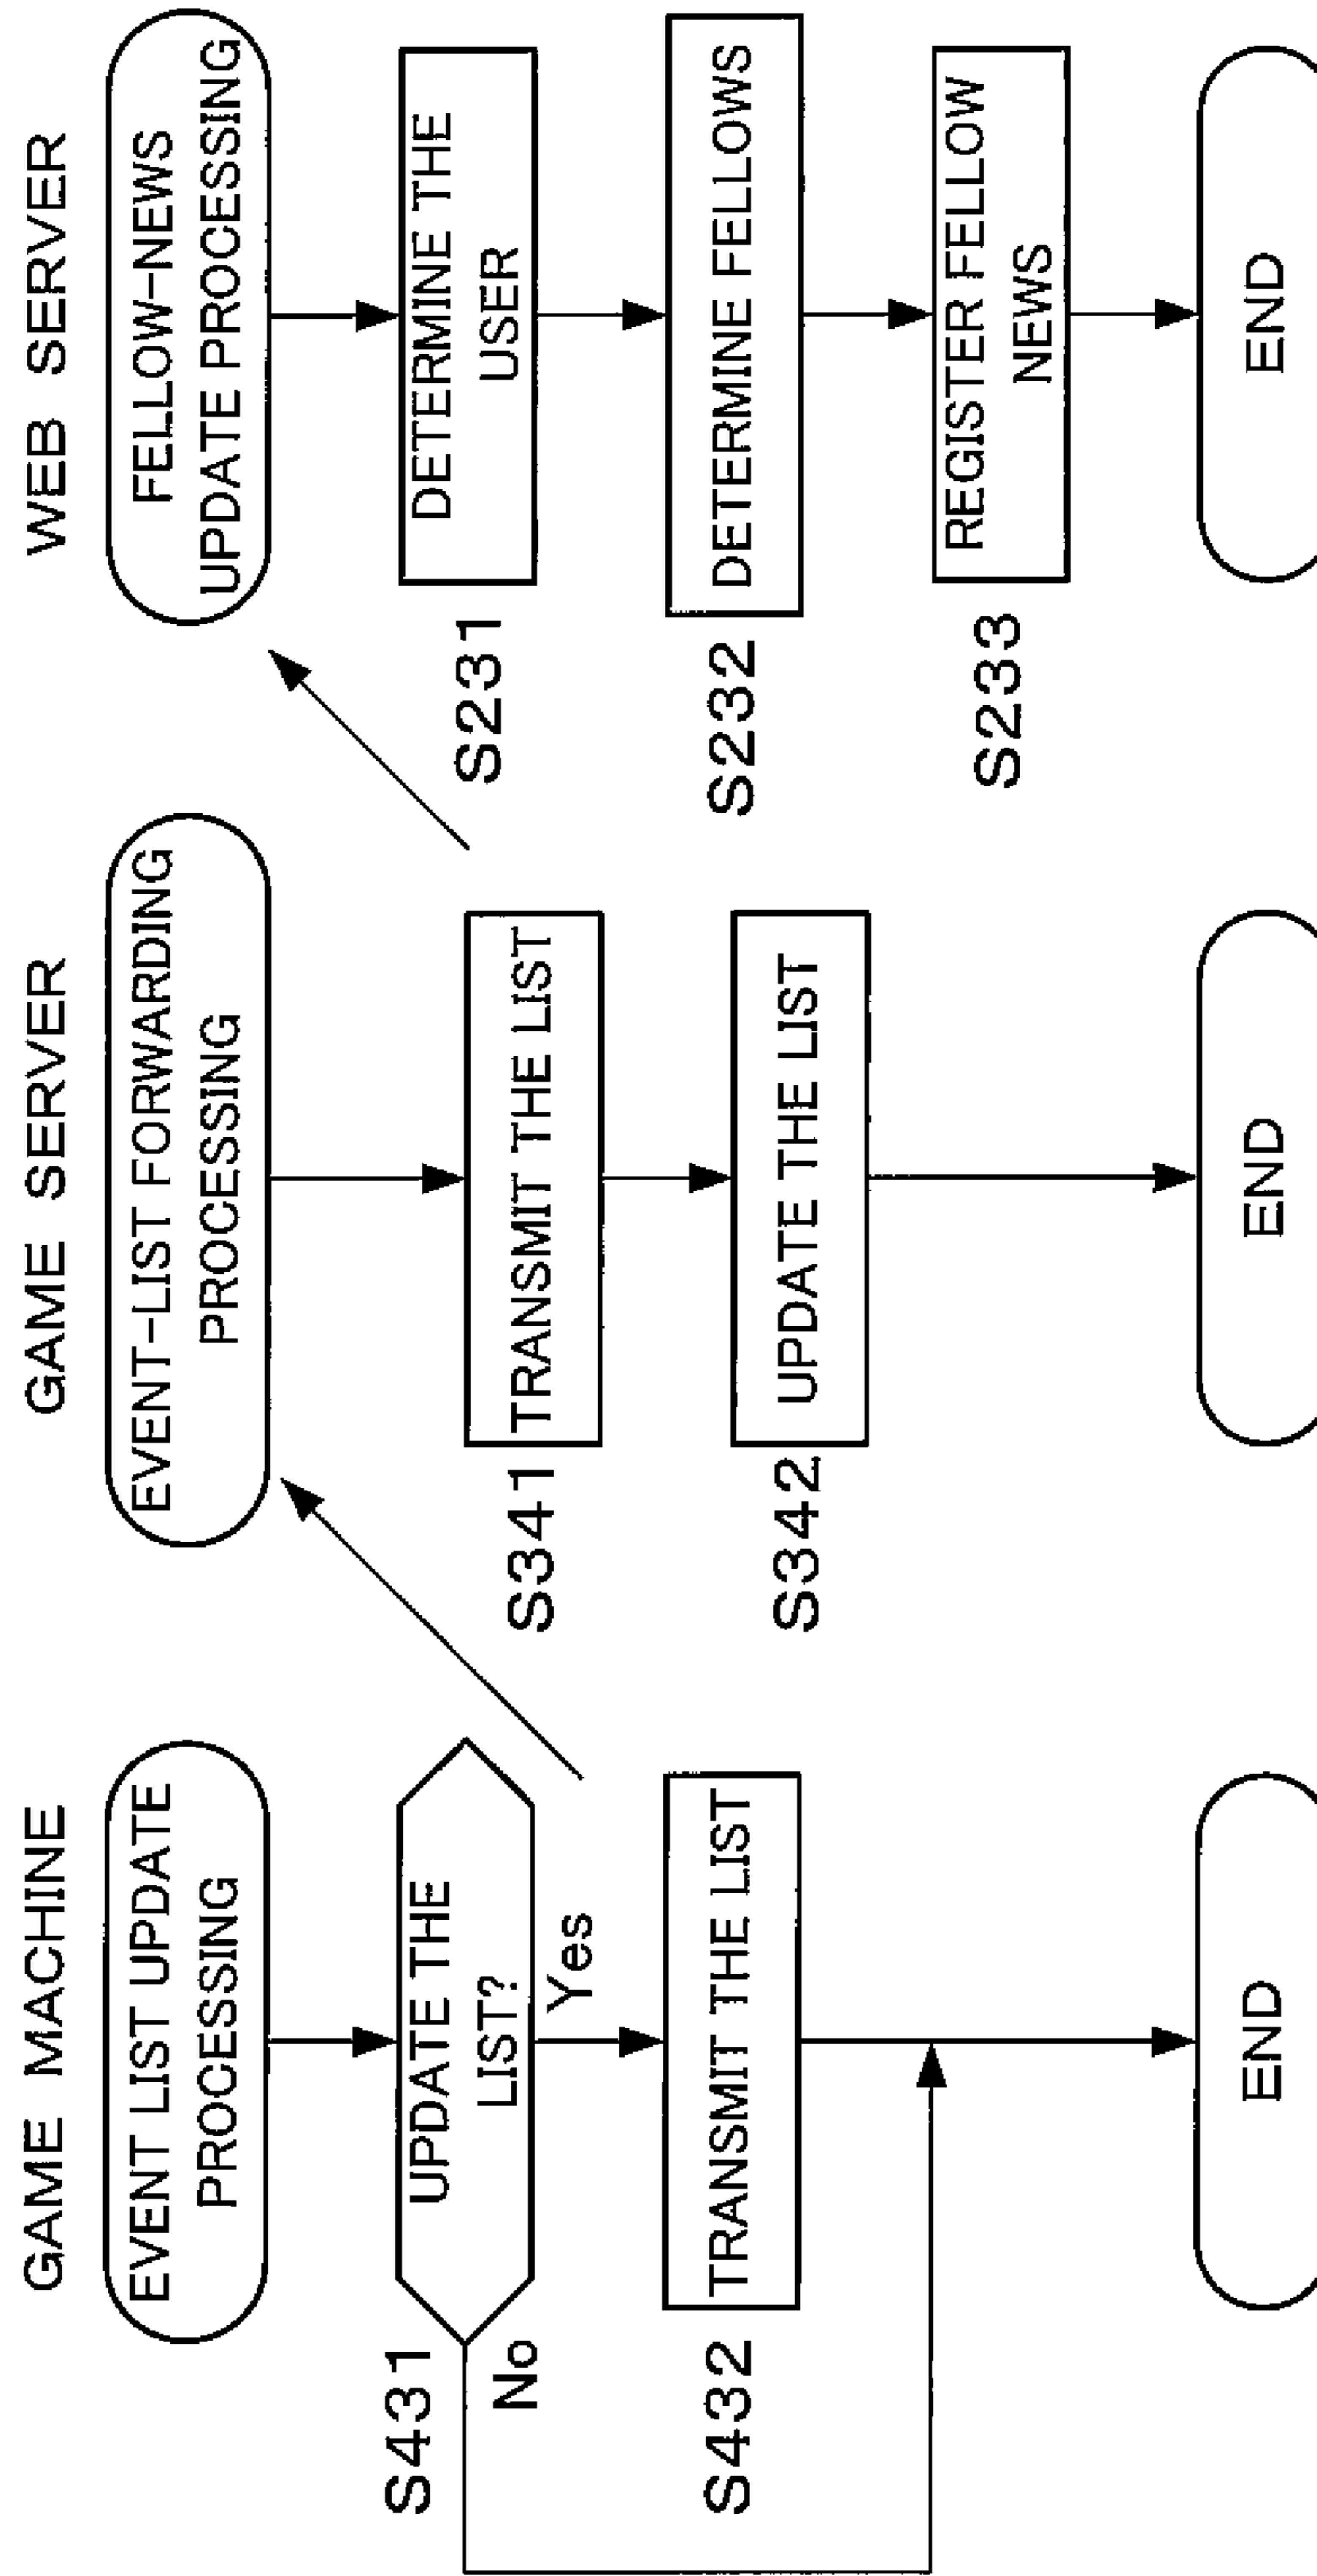 GAME MACHINE
EVENT LIST UPDATE
PROCESSING
S431
UPDATE THE
LIST?
No
Yes
S432
TRANSMIT THE LIST
END
GAME SERVER
EVENT-LIST FORWARDING
PROCESSING
S341
TRANSMIT THE LIST
S342
UPDATE THE LIST
END
WEB SERVER
FELLOW-NEWS
UPDATE PROCESSING
S231
DETERMINE THE
USER
S232
DETERMINE FELLOWS
S233
REGISTER FELLOW
NEWS
END